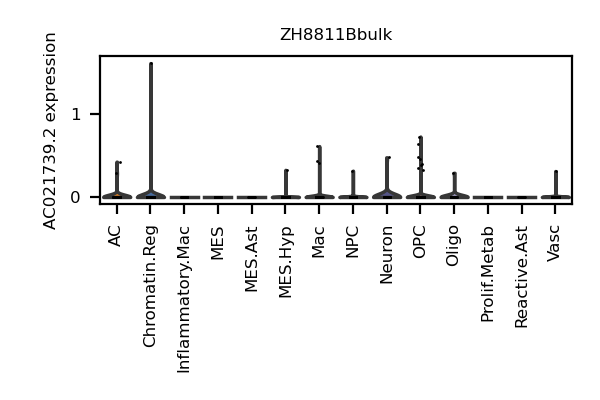 ZH8811Bbulk
AC021739.2 expression
1
0
AC
Chromatin.Reg
Inflammatory.Mac
MES
MES.Ast
MES.Hyp
Mac
NPC
Neuron
OPC
Oligo
Prolif.Metab
Reactive.Ast
Vasc